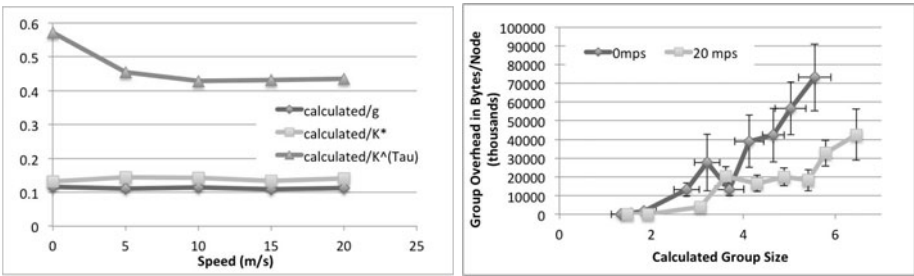 0.6
0.5
0.4
0.3
0.2
0.1
0
calculated/g
calculated/K*
calculated/K^(Tau)
0 5 10 15 20 25
Speed (m/s)
Group Overhead in Bytes/Node
(thousands)
100000
90000
80000
70000
60000
50000
40000
30000
20000
10000
0
0mps 20 mps
0 2 4 6
Calculated Group Size